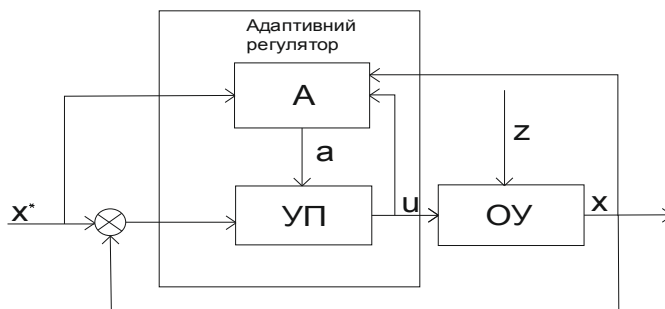 Адаптивний
регулятор
А
а
z
x*
УП
u
ОУ
x